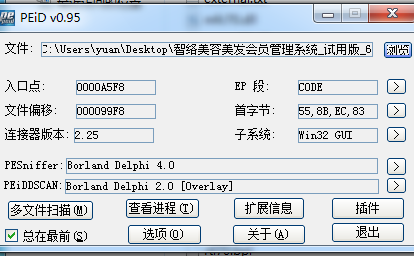 PEiD v0.95
文件: C:\Users\yuan\Desktop\智络美容美发会员管理系统_试用版_6 浏览
入口点: 0000A5F8 EP 段: CODE >
文件偏移: 000099F8 首字节: 55,8B,EC,83 >
连接器版本: 2.25 子系统: Win32 GUI >
PESniffer: Borland Delphi 4.0 >
PEiDDSCAN: Borland Delphi 2.0 [Overlay] >
多文件扫描(M) 查看进程(T) 扩展信息 插件
总在最前(S) 选项(O) 关于(A) 退出